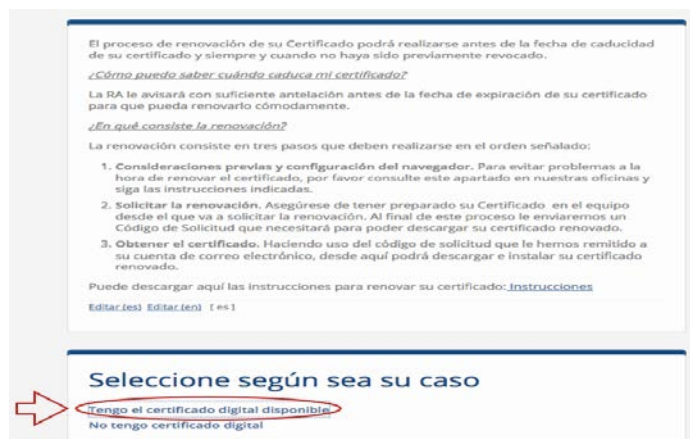 El proceso de renovación de su Certificado podrá realizarse antes de la fecha de caducidad
de su certificado y siempre y cuando no haya sido previamente revocado.
¿Cómo puedo saber cuándo caduca mi certificado?
La RA le avisará con suficiente antelación antes de la fecha de expiración de su certificado
para que pueda renovarlo cómodamente.
¿En qué consiste la renovación?
La renovación consiste en tres pasos que deben realizarse en el orden señalado:
1. Consideraciones previas y configuración del navegador. Para evitar problemas a la
hora de renovar el certificado, por favor consulte este apartado en nuestras oficinas y
siga las instrucciones indicadas.
2. Solicitar la renovación. Asegúrese de tener preparado su Certificado en el equipo
desde el que va a solicitar la renovación. Al final de este proceso le enviaremos un
Código de Solicitud que necesitará para poder descargar su certificado renovado.
3. Obtener el certificado. Haciendo uso del código de solicitud que le hemos remitido a
su cuenta de correo electrónico, desde aquí podrá descargar e instalar su certificado
renovado.
Puede descargar aquí las instrucciones para renovar su certificado: Instrucciones
Editar (es) Editar (en) [ es ]
Seleccione según sea su caso
Tengo el certificado digital disponible
No tengo certificado digital